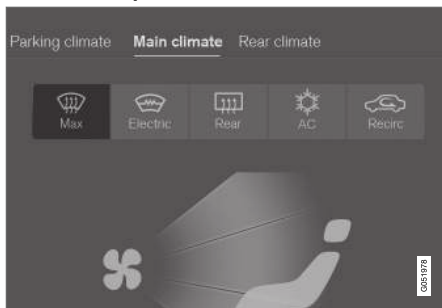 Parking climate Main climate Rear climate
Max Electric Rear AC Recirc
G051978